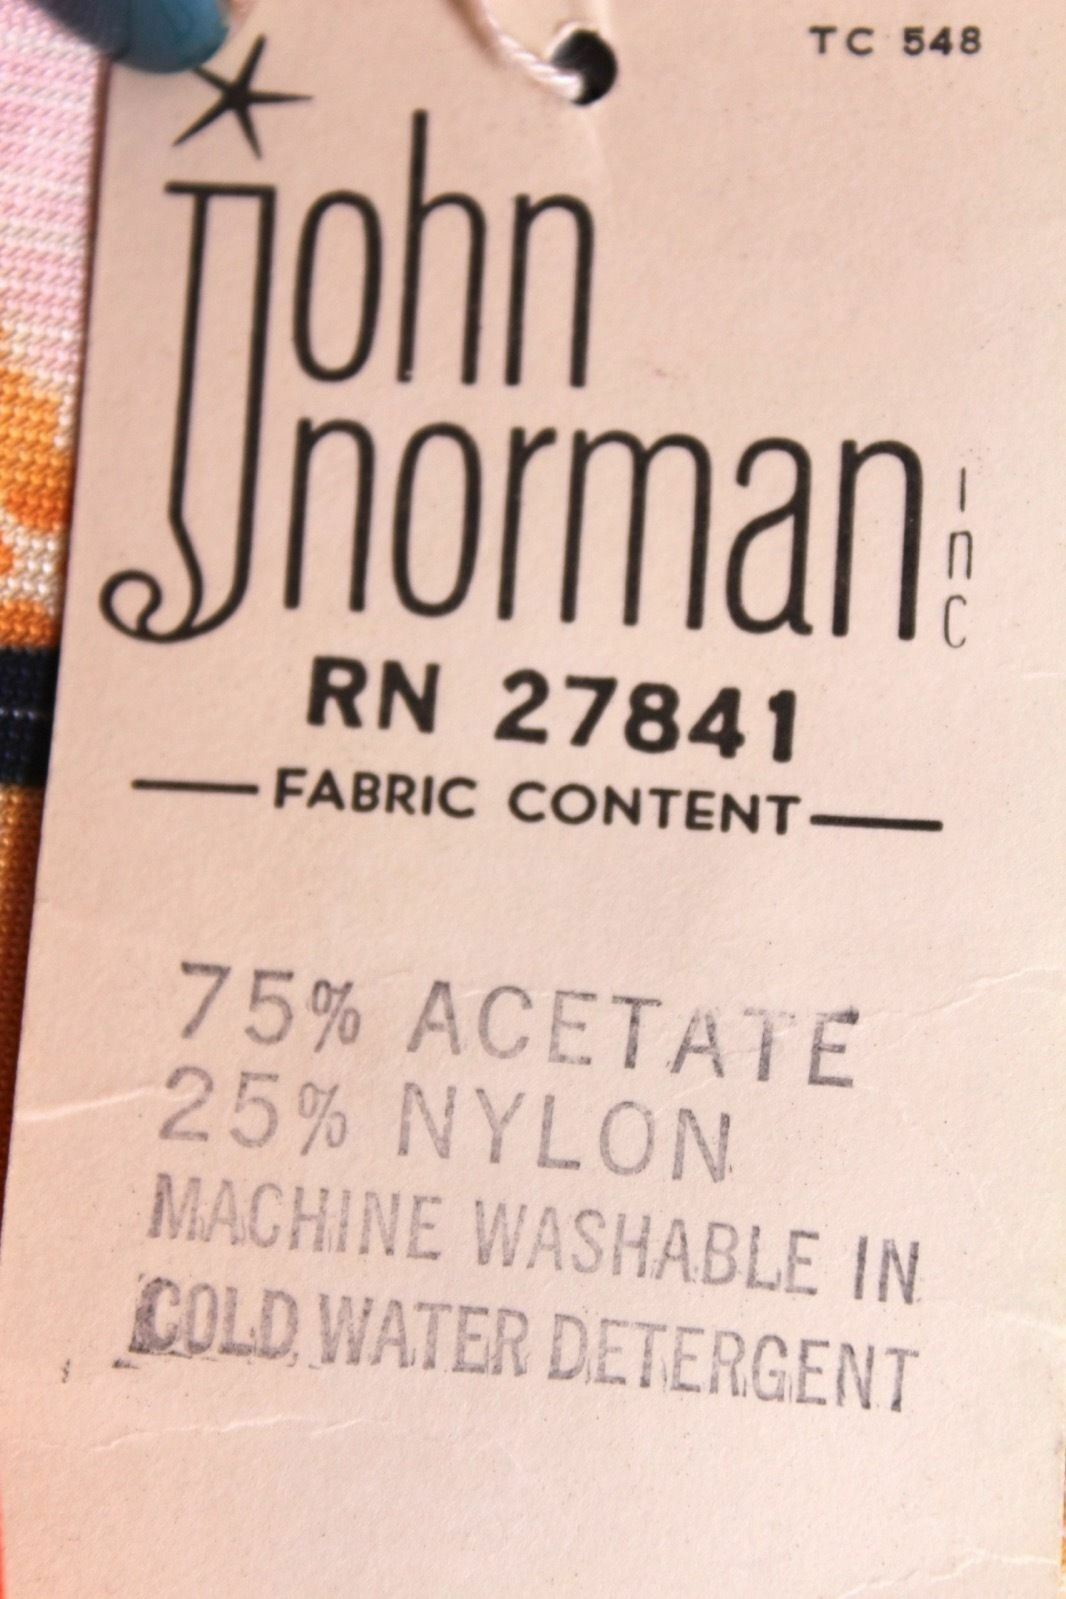 TC 548
john
norman inc
RN 27841
FABRIC CONTENT
75% ACETATE
25% NYLON
MACHINE WASHABLE IN
COLD WATER DETERGENT